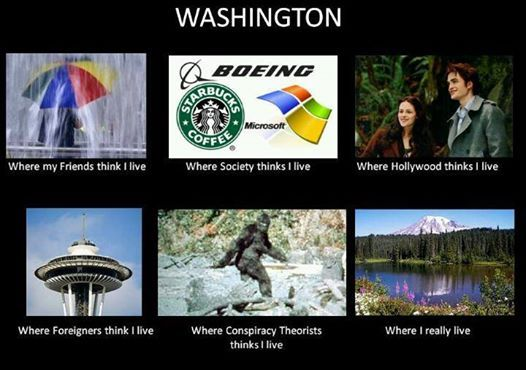 WASHINGTON
BOEING
STARBUCKS
COFFEE
Microsoft
Where my Friends think I live
Where Society thinks I live
Where Hollywood thinks I live
Where Foreigners think I live
Where Conspiracy Theorists
thinks I live
Where I really live